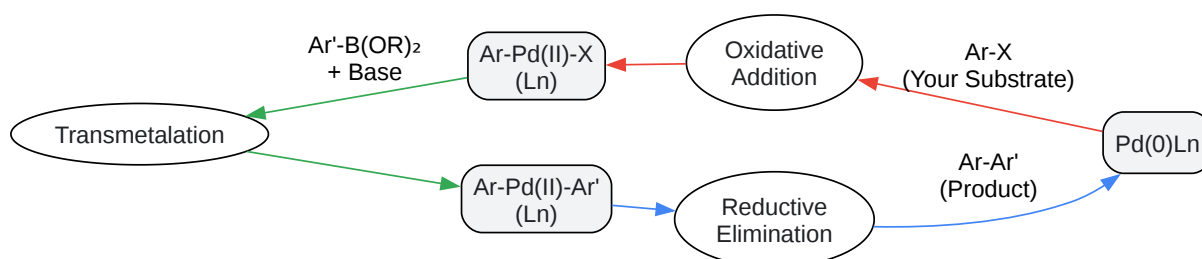 Ar'-B(OR)₂
+ Base
Ar-Pd(II)-X
(Ln)
Oxidative
Addition
Ar-X
(Your Substrate)
Transmetalation
Pd(0)Ln
Ar-Pd(II)-Ar'
(Ln)
Reductive
Elimination
Ar-Ar'
(Product)